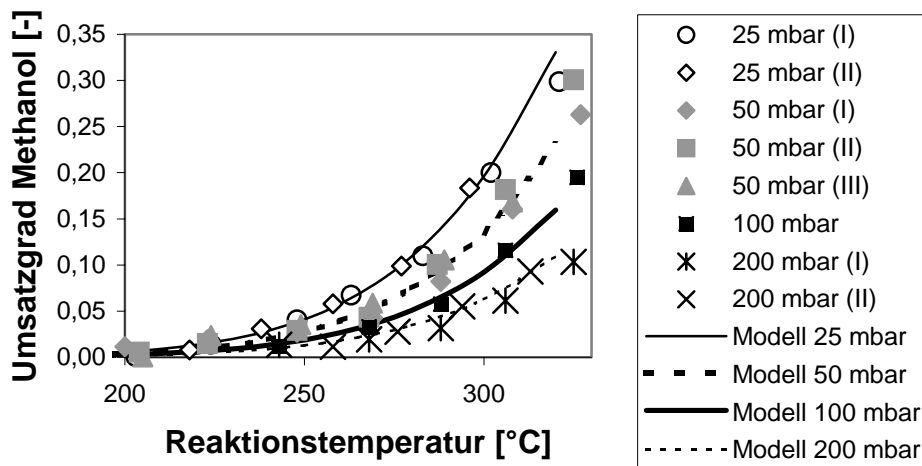 Umsatzgrad Methanol [-]
0,35
0,30
0,25
0,20
0,15
0,10
0,05
0,00
200
250
300
Reaktionstemperatur [°C]
25 mbar (I)
25 mbar (II)
50 mbar (I)
50 mbar (II)
50 mbar (III)
100 mbar
200 mbar (I)
200 mbar (II)
Modell 25 mbar
Modell 50 mbar
Modell 100 mbar
Modell 200 mbar